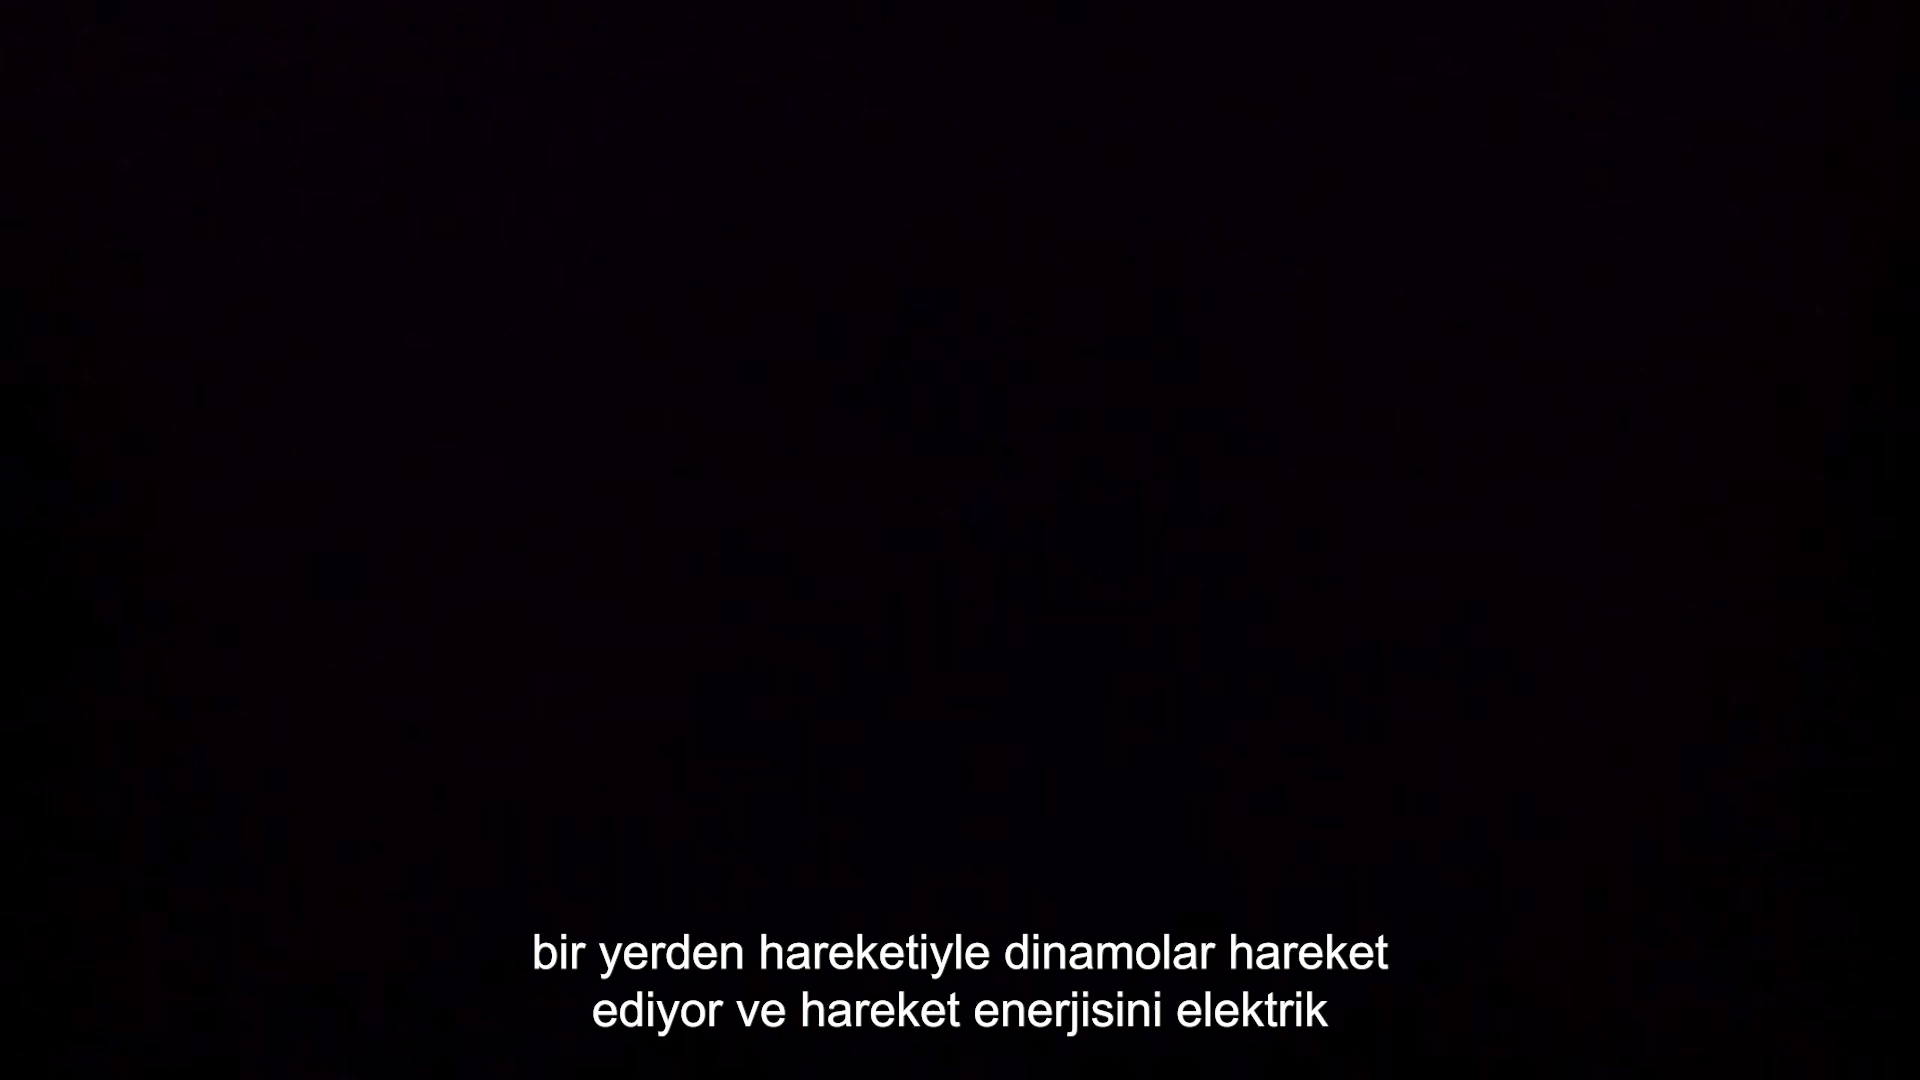 bir yerden hareketiyle dinamolar hareket
ediyor ve hareket enerjisini elektrik